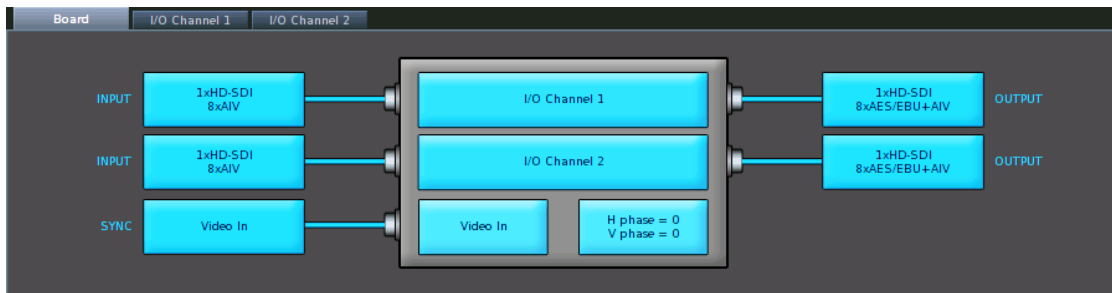 Board I/O Channel 1 I/O Channel 2
INPUT 1xHD-SDI 8xAIV I/O Channel 1 1xHD-SDI 8xAES/EBU+AIV OUTPUT
INPUT 1xHD-SDI 8xAIV I/O Channel 2 1xHD-SDI 8xAES/EBU+AIV OUTPUT
SYNC Video In Video In H phase = 0 V phase = 0